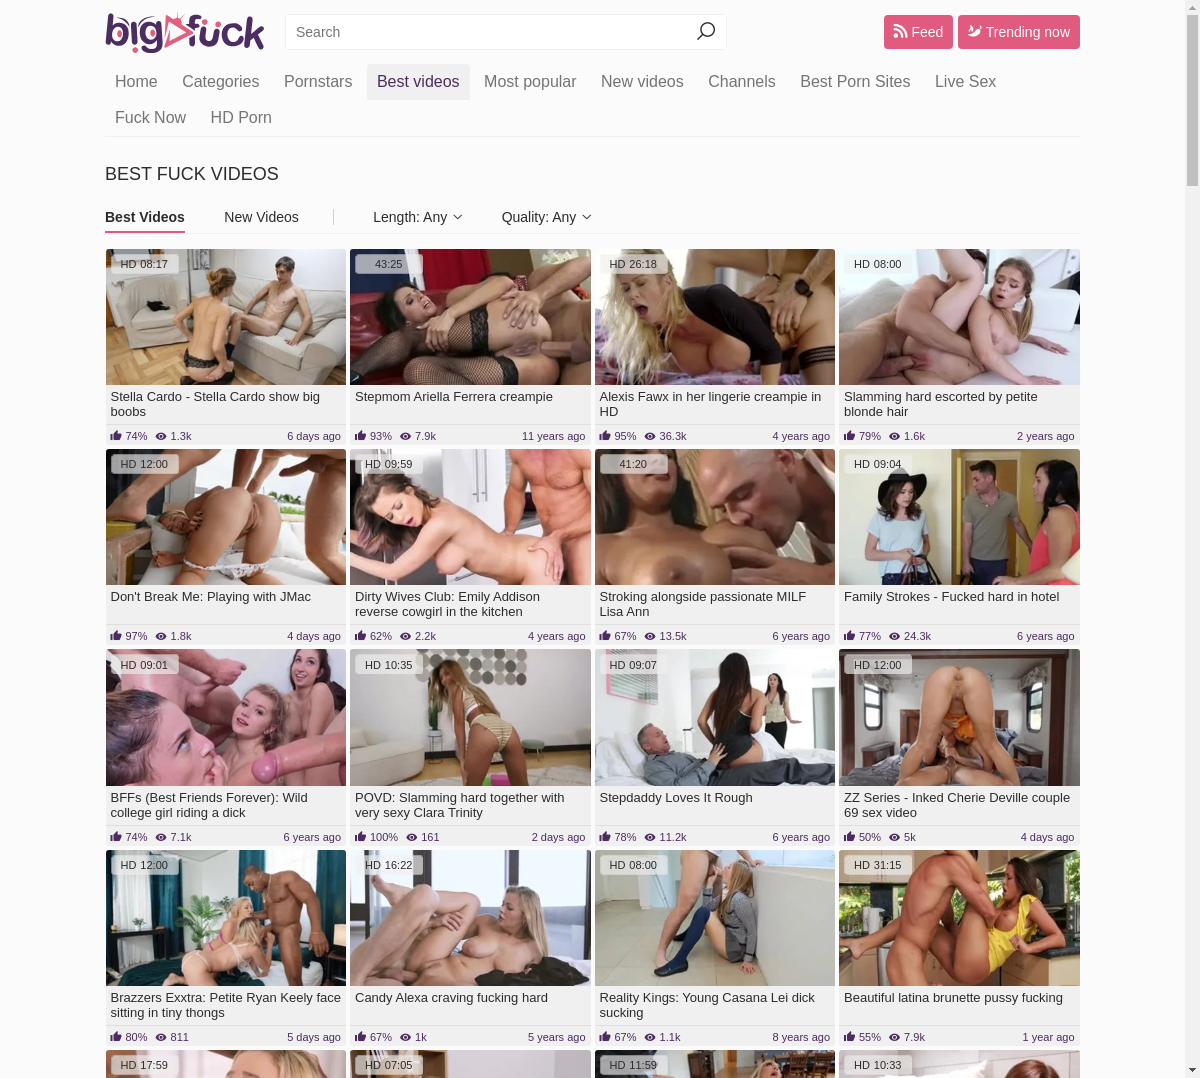 bigfuck
Search
Feed
Trending now
Home Categories Pornstars Best videos Most popular New videos Channels Best Porn Sites Live Sex
Fuck Now HD Porn
BEST FUCK VIDEOS
Best Videos New Videos Length: Any Quality: Any
HD 08:17
43:25
HD 26:18
HD 08:00
Stella Cardo - Stella Cardo show big
boobs
74% 1.3k 6 days ago
Stepmom Ariella Ferrera creampie
93% 7.9k 11 years ago
Alexis Fawx in her lingerie creampie in
HD
95% 36.3k 4 years ago
Slamming hard escorted by petite
blonde hair
79% 1.6k 2 years ago
HD 12:00
HD 09:59
41:20
HD 09:04
Don't Break Me: Playing with JMac
97% 1.8k 4 days ago
Dirty Wives Club: Emily Addison
reverse cowgirl in the kitchen
62% 2.2k 4 years ago
Stroking alongside passionate MILF
Lisa Ann
67% 13.5k 6 years ago
Family Strokes - Fucked hard in hotel
77% 24.3k 6 years ago
HD 09:01
HD 10:35
HD 09:07
HD 12:00
BFFs (Best Friends Forever): Wild
college girl riding a dick
74% 7.1k 6 years ago
POVD: Slamming hard together with
very sexy Clara Trinity
100% 161 2 days ago
Stepdaddy Loves It Rough
78% 11.2k 6 years ago
ZZ Series - Inked Cherie Deville couple
69 sex video
50% 5k 4 days ago
HD 12:00
HD 16:22
HD 08:00
HD 31:15
Brazzers Exxtra: Petite Ryan Keely face
sitting in tiny thongs
80% 811 5 days ago
Candy Alexa craving fucking hard
67% 1k 5 years ago
Reality Kings: Young Casana Lei dick
sucking
67% 1.1k 8 years ago
Beautiful latina brunette pussy fucking
55% 7.9k 1 year ago
HD 17:59
HD 07:05
HD 11:59
HD 10:33